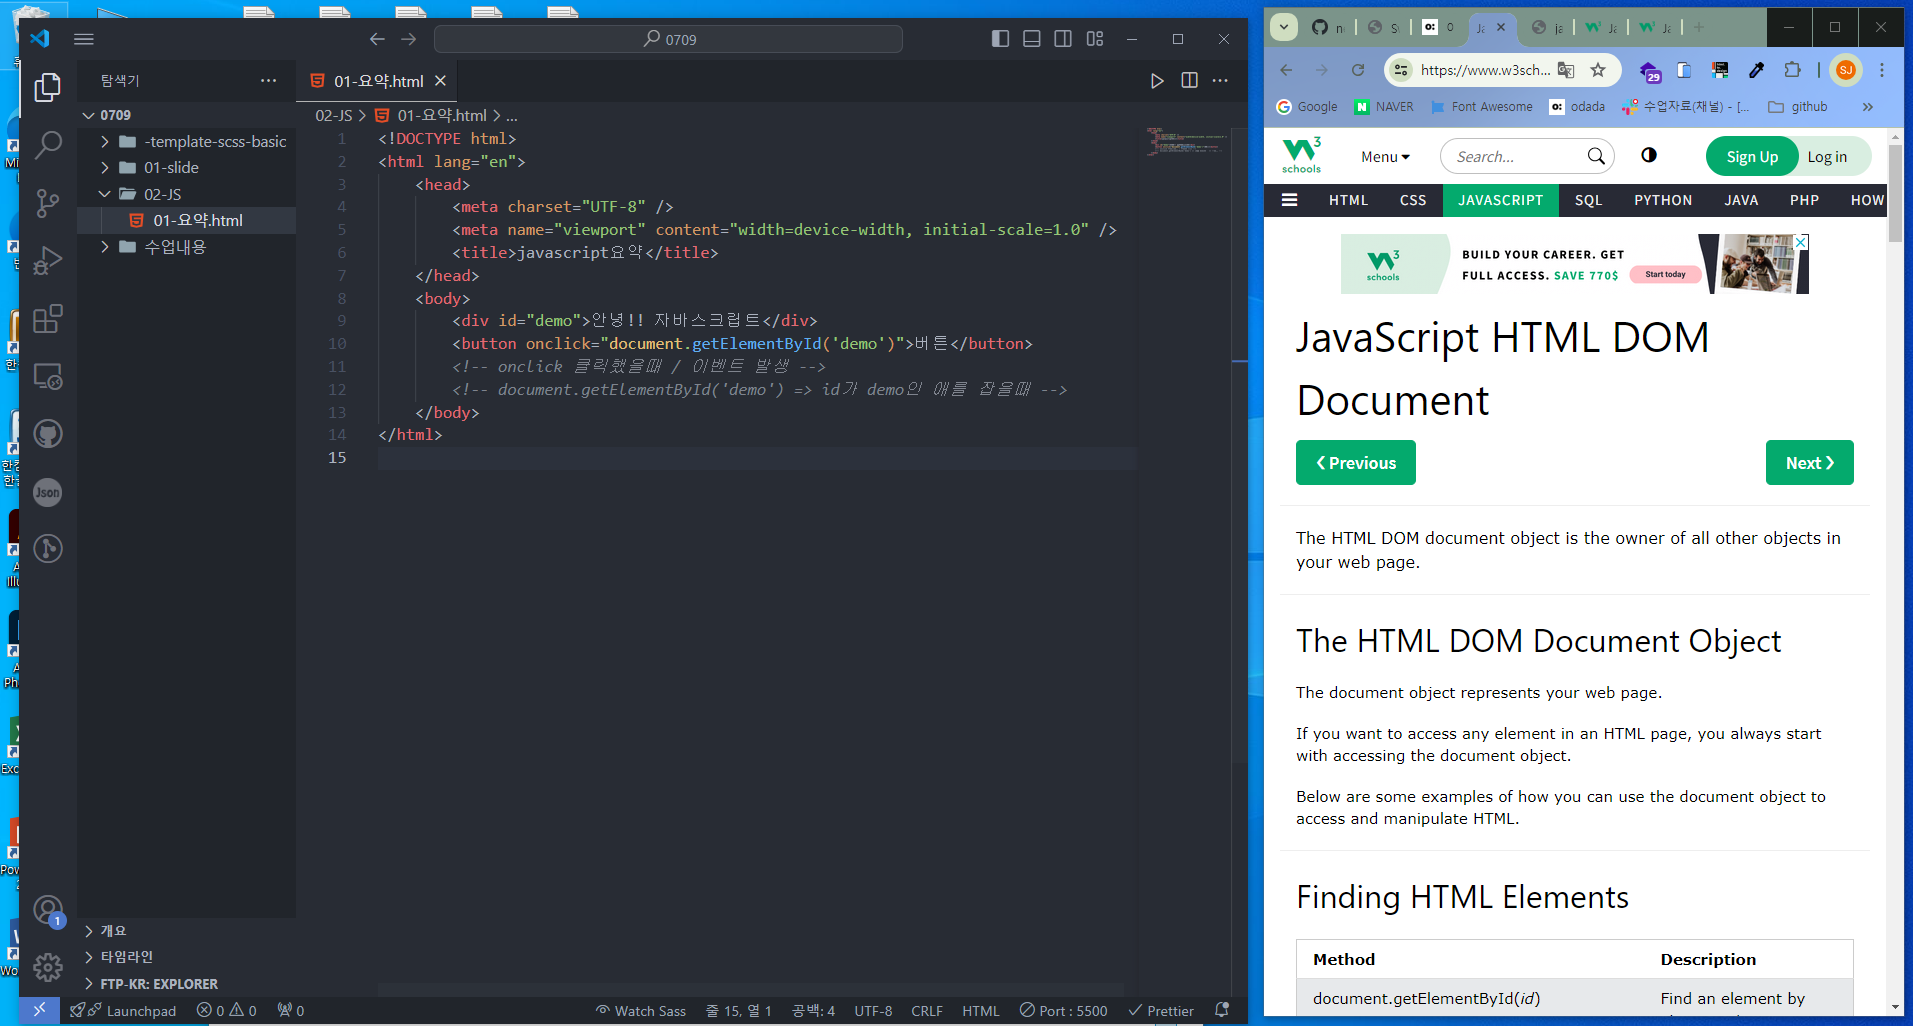 0709
탐색기
01-요약.html
0709
-template-scss-basic
01-slide
02-JS
01-요약.html
수업내용
02-JS > 01-요약.html > ...
1 <!DOCTYPE html>
2 <html lang="en">
3 <head>
4 <meta charset="UTF-8" />
5 <meta name="viewport" content="width=device-width, initial-scale=1.0" />
6 <title>javascript요약</title>
7 </head>
8 <body>
9 <div id="demo">안녕!! 자바스크립트</div>
10 <button onclick="document.getElementById('demo')">버튼</button>
11 <!-- onclick 클릭했을때 / 이벤트 발생 -->
12 <!-- document.getElementById('demo') => id가 demo인 애를 잡을때 -->
13 </body>
14 </html>
15
Json
1
개요
타임라인
FTP-KR: EXPLORER
Launchpad 0 0 0 Watch Sass 줄 15, 열 1 공백: 4 UTF-8 CRLF HTML Port : 5500 Prettier
https://www.w3sch...
29
SJ
Google NAVER Font Awesome odada 수업자료(채널) - [... github
schools
Menu
Search...
Sign Up
Log in
HTML CSS JAVASCRIPT SQL PYTHON JAVA PHP HOW
schools
BUILD YOUR CAREER. GET
FULL ACCESS. SAVE 770$
Start today
JavaScript HTML DOM
Document
❮ Previous
Next ❯
The HTML DOM document object is the owner of all other objects in
your web page.
The HTML DOM Document Object
The document object represents your web page.
If you want to access any element in an HTML page, you always start
with accessing the document object.
Below are some examples of how you can use the document object to
access and manipulate HTML.
Finding HTML Elements
Method Description
document.getElementById(id) Find an element by